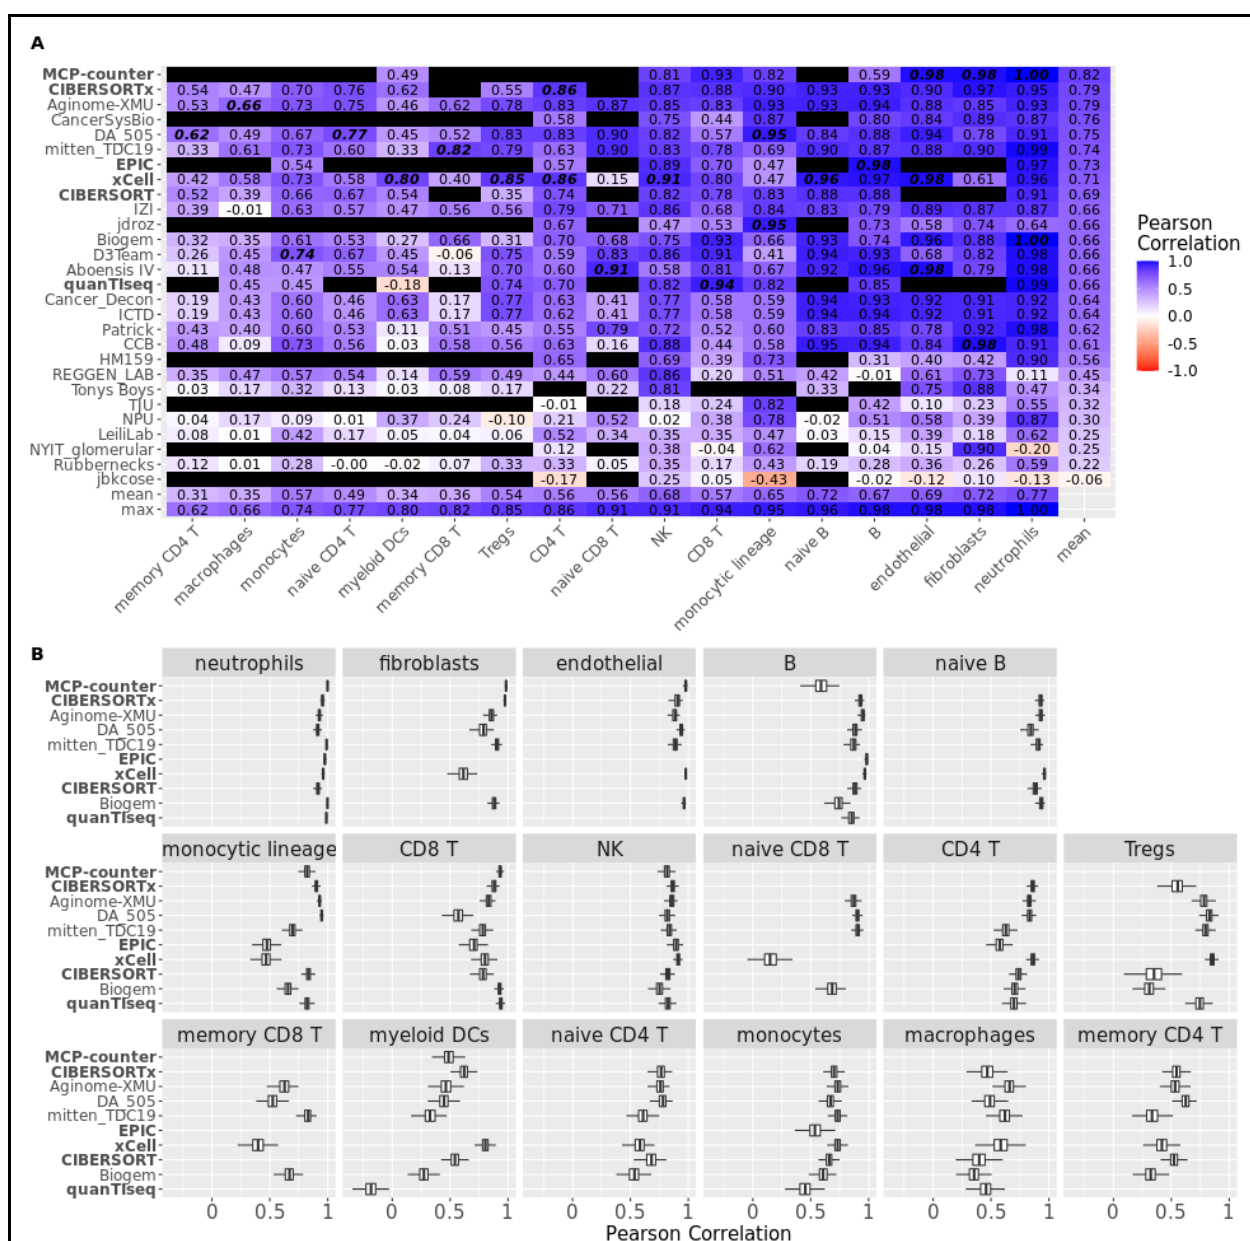 A
MCP-counter 0.49 0.81 0.93 0.82 0.59 0.98 0.98 1.00 0.82
CIBERSORTx 0.54 0.47 0.70 0.76 0.62 0.55 0.86 0.87 0.88 0.90 0.93 0.93 0.90 0.97 0.95 0.79
Aginome-XMU 0.53 0.66 0.73 0.75 0.46 0.62 0.78 0.83 0.87 0.85 0.83 0.93 0.93 0.94 0.88 0.85 0.93 0.79
CancerSysBio 0.58 0.75 0.44 0.87 0.80 0.84 0.89 0.87 0.76
DA_505 0.62 0.49 0.67 0.77 0.45 0.52 0.83 0.83 0.90 0.82 0.57 0.95 0.84 0.88 0.94 0.78 0.91 0.75
mitten_TDC19 0.33 0.61 0.73 0.60 0.33 0.82 0.79 0.63 0.90 0.83 0.78 0.69 0.90 0.87 0.88 0.90 0.99 0.74
EPIC 0.54 0.57 0.89 0.70 0.47 0.98 0.97 0.73
xCell 0.42 0.58 0.73 0.58 0.80 0.40 0.85 0.86 0.15 0.91 0.80 0.47 0.96 0.97 0.98 0.61 0.96 0.71
CIBERSORT 0.52 0.39 0.66 0.67 0.54 0.35 0.74 0.82 0.78 0.83 0.88 0.88 0.91 0.69
IZI 0.39 -0.01 0.63 0.57 0.47 0.56 0.56 0.79 0.71 0.86 0.68 0.84 0.83 0.79 0.89 0.87 0.87 0.66
jdroz 0.67 0.47 0.53 0.95 0.73 0.58 0.74 0.64 0.66
Biogem 0.32 0.35 0.61 0.53 0.27 0.66 0.31 0.70 0.68 0.75 0.93 0.66 0.93 0.74 0.96 0.88 1.00 0.66
D3Team 0.26 0.45 0.74 0.67 0.45 -0.06 0.75 0.59 0.83 0.86 0.91 0.41 0.94 0.93 0.68 0.82 0.98 0.66
Aboensis IV 0.11 0.48 0.47 0.55 0.54 0.13 0.70 0.60 0.91 0.58 0.81 0.67 0.92 0.96 0.98 0.79 0.98 0.66
quanTIseq 0.45 0.45 -0.18 0.74 0.70 0.82 0.94 0.82 0.85 0.99 0.66
Cancer_Decon 0.19 0.43 0.60 0.46 0.63 0.17 0.77 0.63 0.41 0.77 0.58 0.59 0.94 0.93 0.92 0.91 0.92 0.64
ICTD 0.19 0.43 0.60 0.46 0.63 0.17 0.77 0.62 0.41 0.77 0.58 0.59 0.94 0.94 0.92 0.91 0.92 0.64
Patrick 0.43 0.40 0.60 0.53 0.11 0.51 0.45 0.55 0.79 0.72 0.52 0.60 0.83 0.85 0.78 0.92 0.98 0.62
CCB 0.48 0.09 0.73 0.56 0.03 0.58 0.56 0.63 0.16 0.88 0.44 0.58 0.95 0.94 0.84 0.98 0.91 0.61
HM159 0.65 0.69 0.39 0.73 0.31 0.40 0.42 0.90 0.56
REGGEN_LAB 0.35 0.47 0.57 0.54 0.14 0.59 0.49 0.44 0.60 0.86 0.20 0.51 0.42 -0.01 0.61 0.73 0.11 0.45
Tonys Boys 0.03 0.17 0.32 0.13 0.03 0.08 0.17 0.22 0.81 0.33 0.75 0.88 0.47 0.34
TJU -0.01 0.18 0.24 0.82 0.42 0.10 0.23 0.55 0.32
NPU 0.04 0.17 0.09 0.01 0.37 0.24 -0.10 0.21 0.52 0.02 0.38 0.78 -0.02 0.51 0.58 0.39 0.87 0.30
LeiliLab 0.08 0.01 0.42 0.17 0.05 0.04 0.06 0.52 0.34 0.35 0.35 0.47 0.03 0.15 0.39 0.18 0.62 0.25
NYIT_glomerular 0.12 0.38 -0.04 0.62 0.04 0.15 0.90 -0.20 0.25
Rubbernecks 0.12 0.01 0.28 -0.00 -0.02 0.07 0.33 0.33 0.05 0.35 0.17 0.43 0.19 0.28 0.36 0.26 0.59 0.22
jbkcose -0.17 0.25 0.05 -0.43 -0.02 -0.12 0.10 -0.13 -0.06
mean 0.31 0.35 0.57 0.49 0.34 0.36 0.54 0.56 0.56 0.68 0.57 0.65 0.72 0.67 0.69 0.72 0.77
max 0.62 0.66 0.74 0.77 0.80 0.82 0.85 0.86 0.91 0.91 0.94 0.95 0.96 0.98 0.98 0.98 1.00
memory CD4 T macrophages monocytes naive CD4 T myeloid DCs memory CD8 T Tregs CD4 T naive CD8 T NK CD8 T monocytic lineage naive B B endothelial fibroblasts neutrophils mean
Pearson
Correlation
1.0
0.5
0.0
-0.5
-1.0
B
neutrophils fibroblasts endothelial B naive B
MCP-counter
CIBERSORTx
Aginome-XMU
DA_505
mitten_TDC19
EPIC
xCell
CIBERSORT
Biogem
quanTIseq
monocytic lineage CD8 T NK naive CD8 T CD4 T Tregs
MCP-counter
CIBERSORTx
Aginome-XMU
DA_505
mitten_TDC19
EPIC
xCell
CIBERSORT
Biogem
quanTIseq
memory CD8 T myeloid DCs naive CD4 T monocytes macrophages memory CD4 T
MCP-counter
CIBERSORTx
Aginome-XMU
DA_505
mitten_TDC19
EPIC
xCell
CIBERSORT
Biogem
quanTIseq
0 0.5 1 0 0.5 1 0 0.5 1 0 0.5 1 0 0.5 1 0 0.5 1
Pearson Correlation